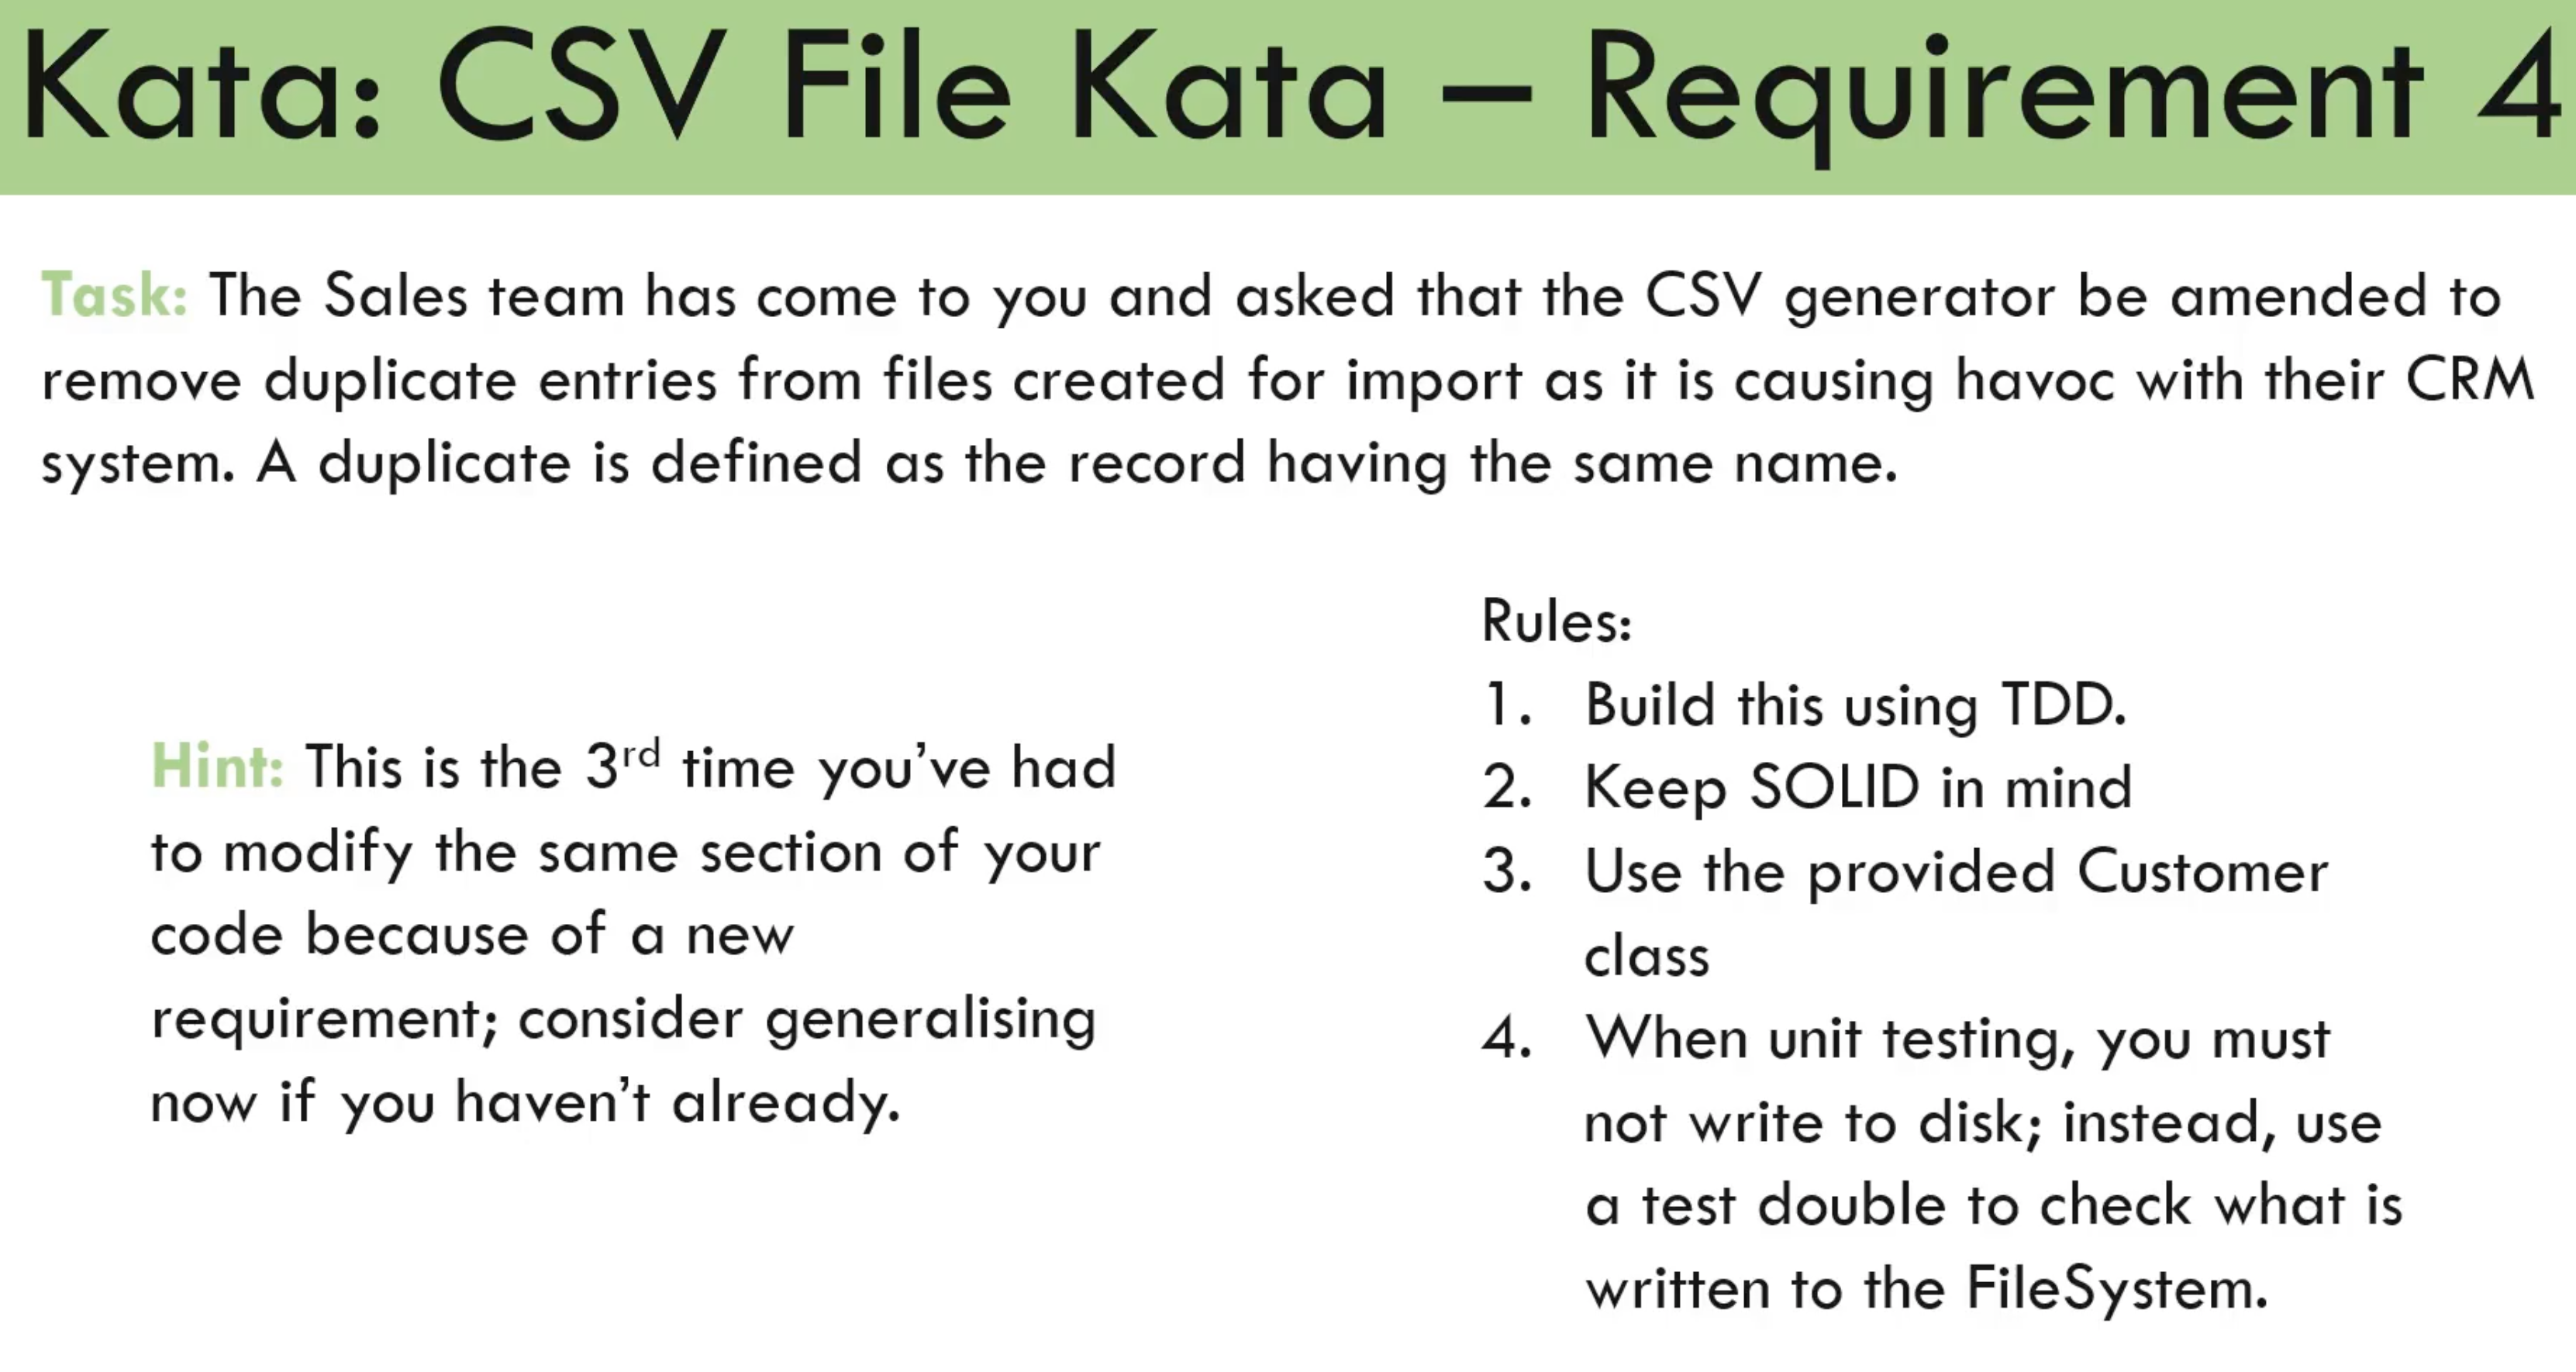 Kata: CSV File Kata – Requirement 4
Task: The Sales team has come to you and asked that the CSV generator be amended to
remove duplicate entries from files created for import as it is causing havoc with their CRM
system. A duplicate is defined as the record having the same name.
Hint: This is the 3rd time you’ve had
to modify the same section of your
code because of a new
requirement; consider generalising
now if you haven’t already.
Rules:
1. Build this using TDD.
2. Keep SOLID in mind
3. Use the provided Customer
class
4. When unit testing, you must
not write to disk; instead, use
a test double to check what is
written to the FileSystem.